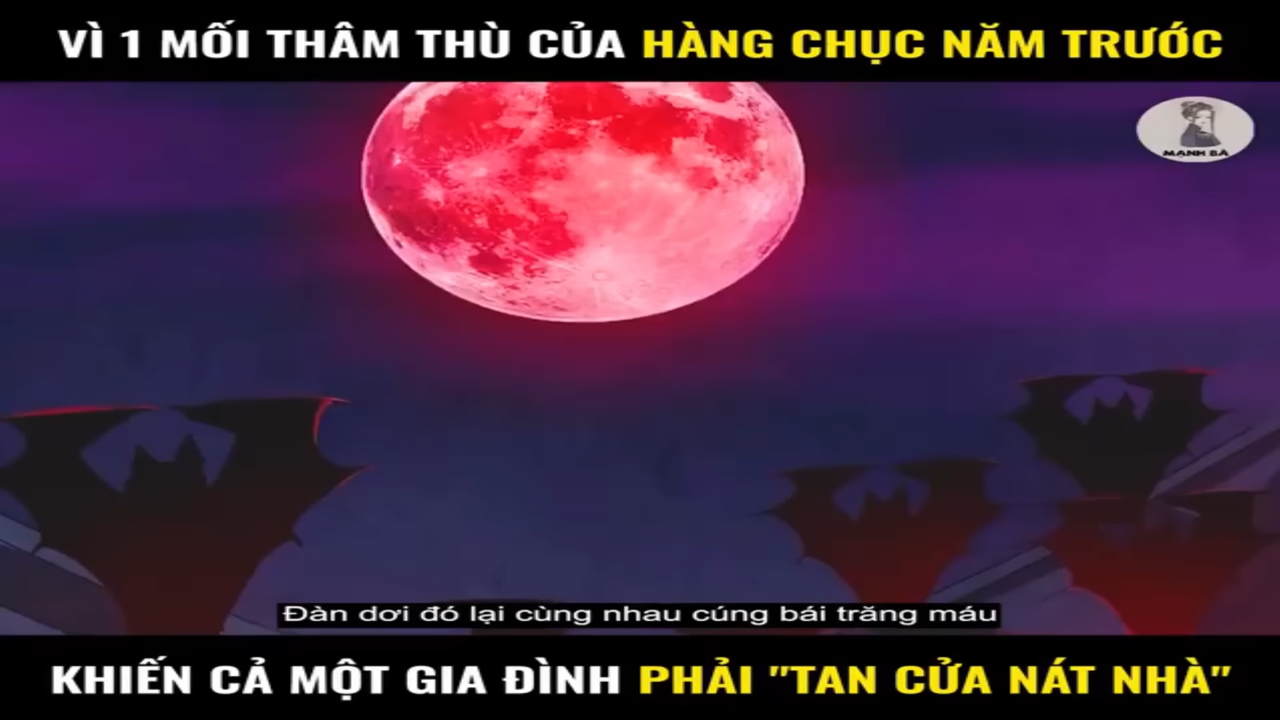 VÌ 1 MỐI THÂM THÙ CỦA HÀNG CHỤC NĂM TRƯỚC
MẠNH BÀ
Đàn dơi đó lại cùng nhau cúng bái trăng máu
KHIẾN CẢ MỘT GIA ĐÌNH PHẢI "TAN CỬA NÁT NHÀ"